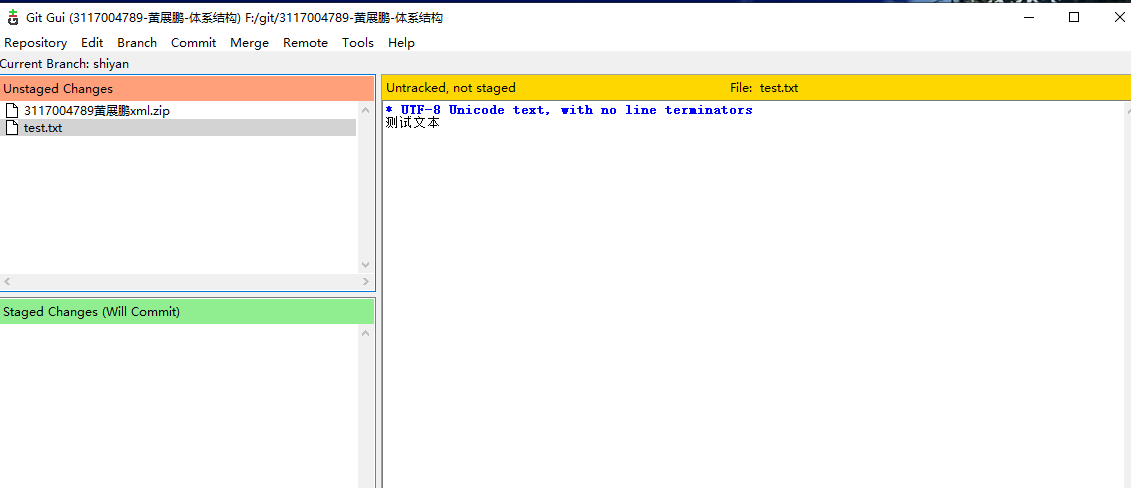 Git Gui (3117004789-黄展鹏-体系结构) F:/git/3117004789-黄展鹏-体系结构
Repository Edit Branch Commit Merge Remote Tools Help
Current Branch: shiyan
Unstaged Changes
3117004789黄展鹏xml.zip
test.txt
Staged Changes (Will Commit)
Untracked, not staged File: test.txt
* UTF-8 Unicode text, with no line terminators
测试文本